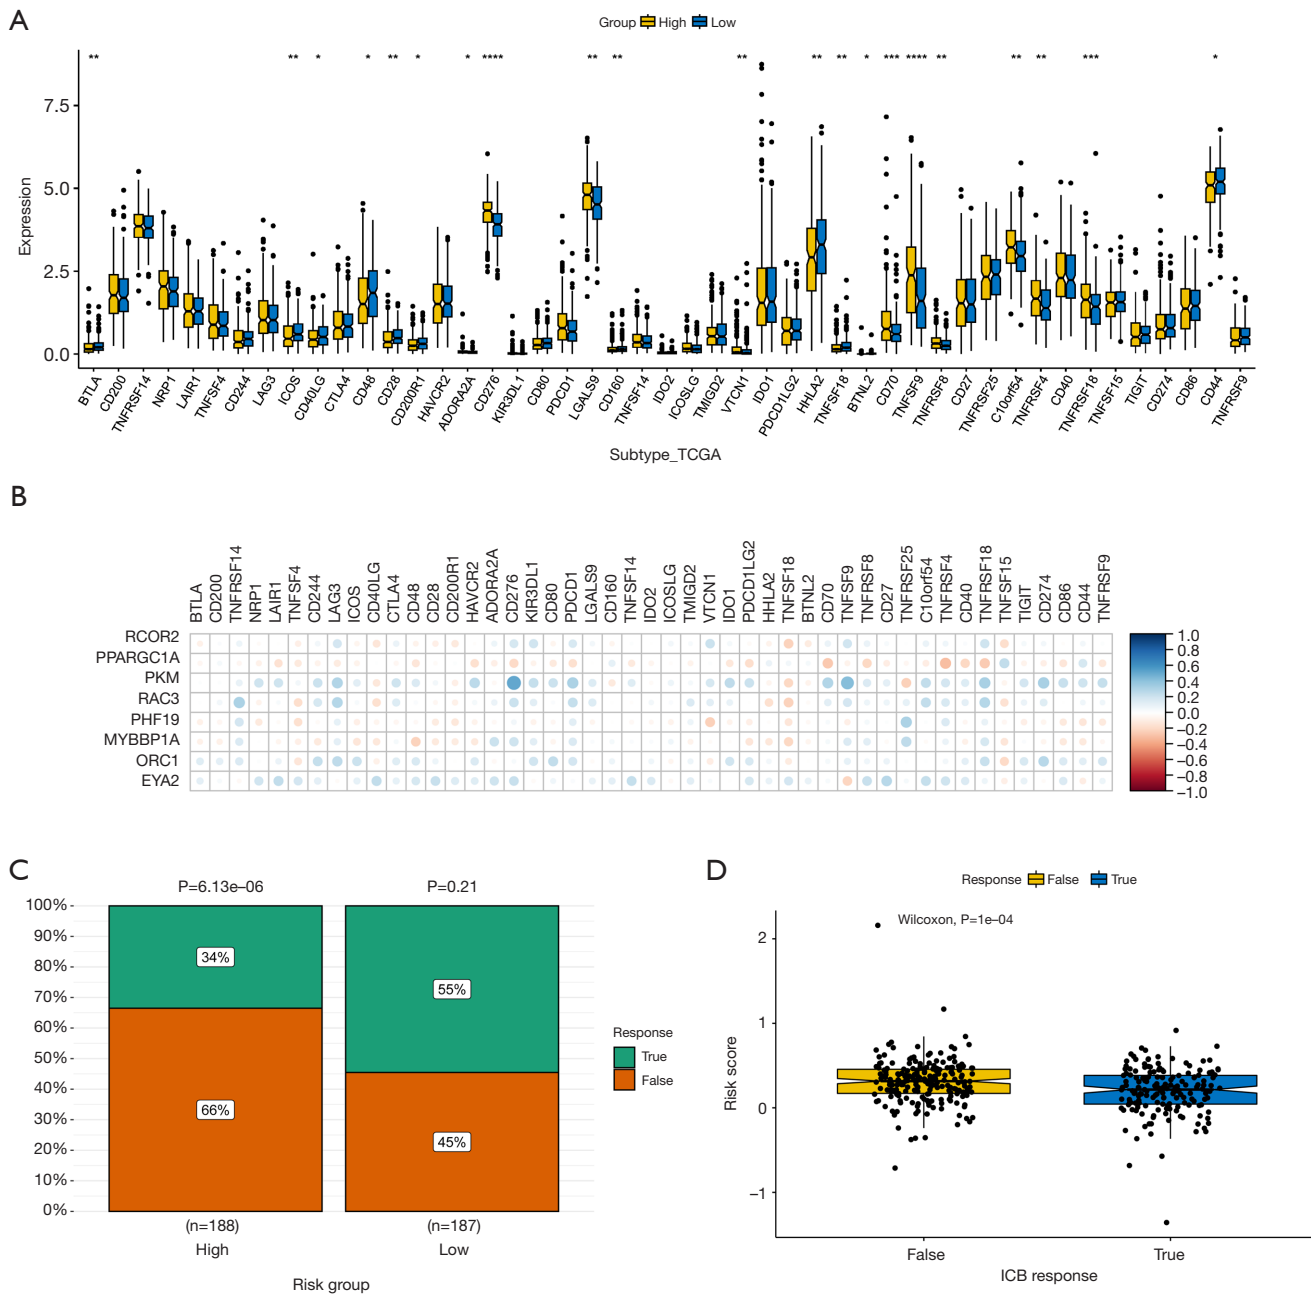 A
Group High Low
** ** * * ** * * **** ** ** ** ** ** * *** **** ** ** ** *** *
Expression
7.5
5.0
2.5
0.0
BTLA CD200 TNFRSF14 NRP1 LAIR1 TNFSF4 CD244 LAG3 ICOS CD40LG CTLA4 CD48 CD28 CD200R1 HAVCR2 ADORA2A CD276 KIR3DL1 CD80 PDCD1 LGALS9 CD160 TNFSF14 IDO2 ICOSLG TMIGD2 VTCN1 IDO1 PDCD1LG2 HHLA2 TNFSF18 BTNL2 CD70 TNFSF9 TNFRSF8 CD27 TNFRSF25 C10orf54 TNFRSF4 CD40 TNFRSF18 TNFSF15 TIGIT CD274 CD86 CD44 TNFRSF9
Subtype_TCGA
B
BTLA CD200 TNFRSF14 NRP1 LAIR1 TNFSF4 CD244 LAG3 ICOS CD40LG CTLA4 CD48 CD28 CD200R1 HAVCR2 ADORA2A CD276 KIR3DL1 CD80 PDCD1 LGALS9 CD160 TNFSF14 IDO2 ICOSLG TMIGD2 VTCN1 IDO1 PDCD1LG2 HHLA2 TNFSF18 BTNL2 CD70 TNFSF9 TNFRSF8 CD27 TNFRSF25 C10orf54 TNFRSF4 CD40 TNFRSF18 TNFSF15 TIGIT CD274 CD86 CD44 TNFRSF9
RCOR2
PPARGC1A
PKM
RAC3
PHF19
MYBBP1A
ORC1
EYA2
1.0
0.8
0.6
0.4
0.2
0.0
−0.2
−0.4
−0.6
−0.8
−1.0
C
P=6.13e−06 P=0.21
100%
90%
80%
70%
60%
50%
40%
30%
20%
10%
0%
34%
55%
66%
45%
(n=188) (n=187)
High Low
Risk group
Response
True
False
D
Response False True
Wilcoxon, P=1e−04
Risk score
2
1
0
−1
False True
ICB response